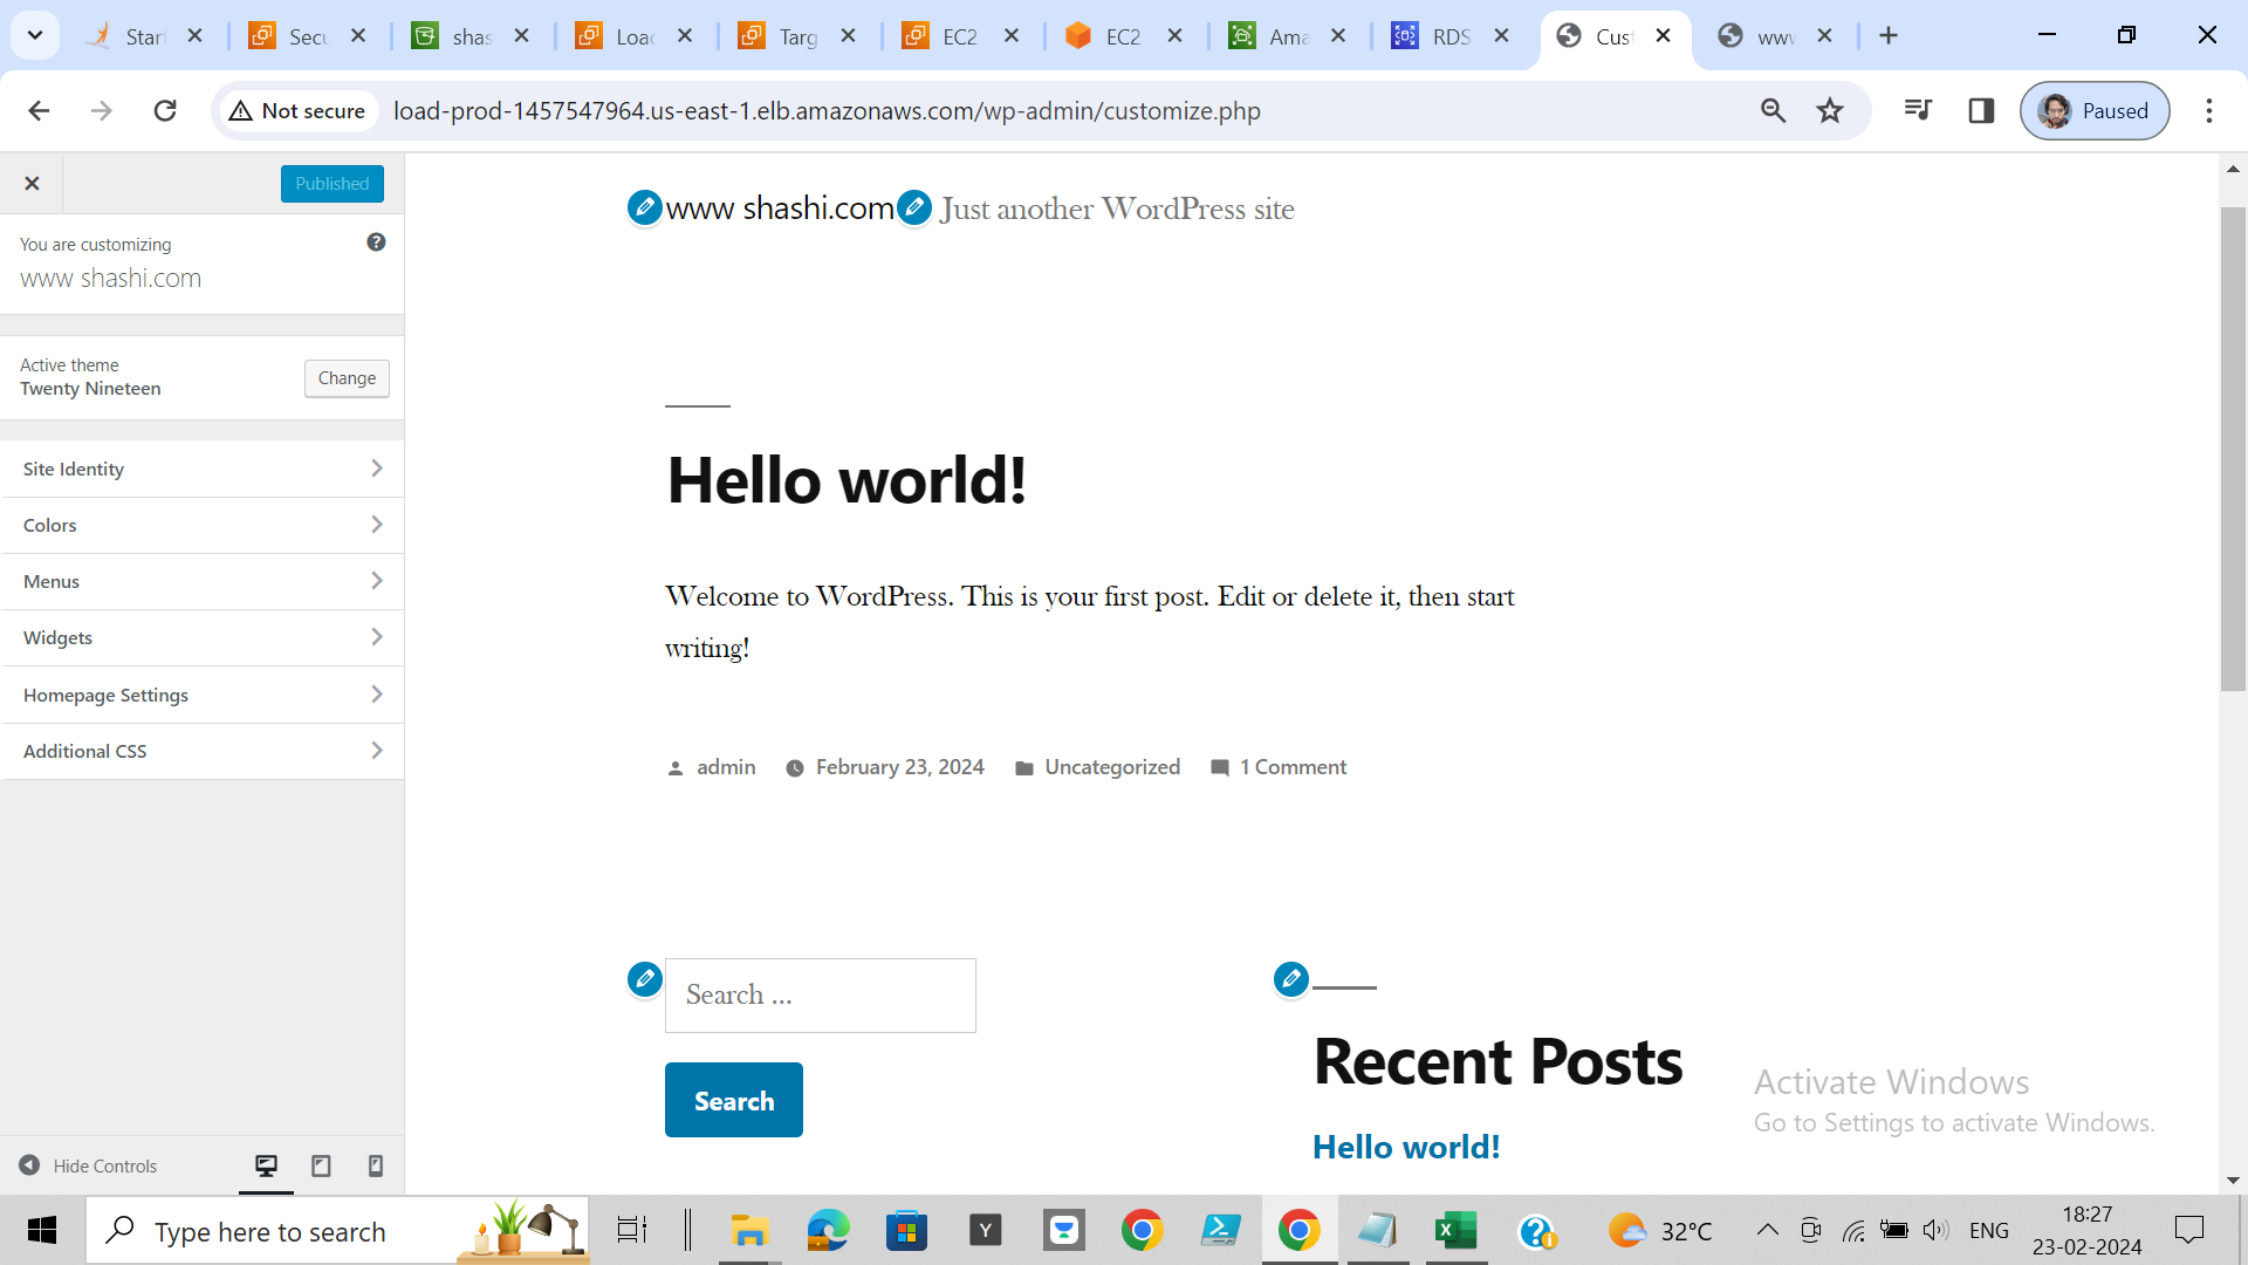 Star
Secu
shas
Load
Targ
EC2
EC2
Ama
RDS
Cus
www
Not secure
load-prod-1457547964.us-east-1.elb.amazonaws.com/wp-admin/customize.php
Paused
Published
You are customizing
www shashi.com
Active theme
Twenty Nineteen
Change
Site Identity
Colors
Menus
Widgets
Homepage Settings
Additional CSS
Hide Controls
www shashi.com Just another WordPress site
Hello world!
Welcome to WordPress. This is your first post. Edit or delete it, then start
writing!
admin February 23, 2024 Uncategorized 1 Comment
Search ...
Search
Recent Posts
Hello world!
Activate Windows
Go to Settings to activate Windows.
Type here to search
Y
32°C
ENG
18:27
23-02-2024